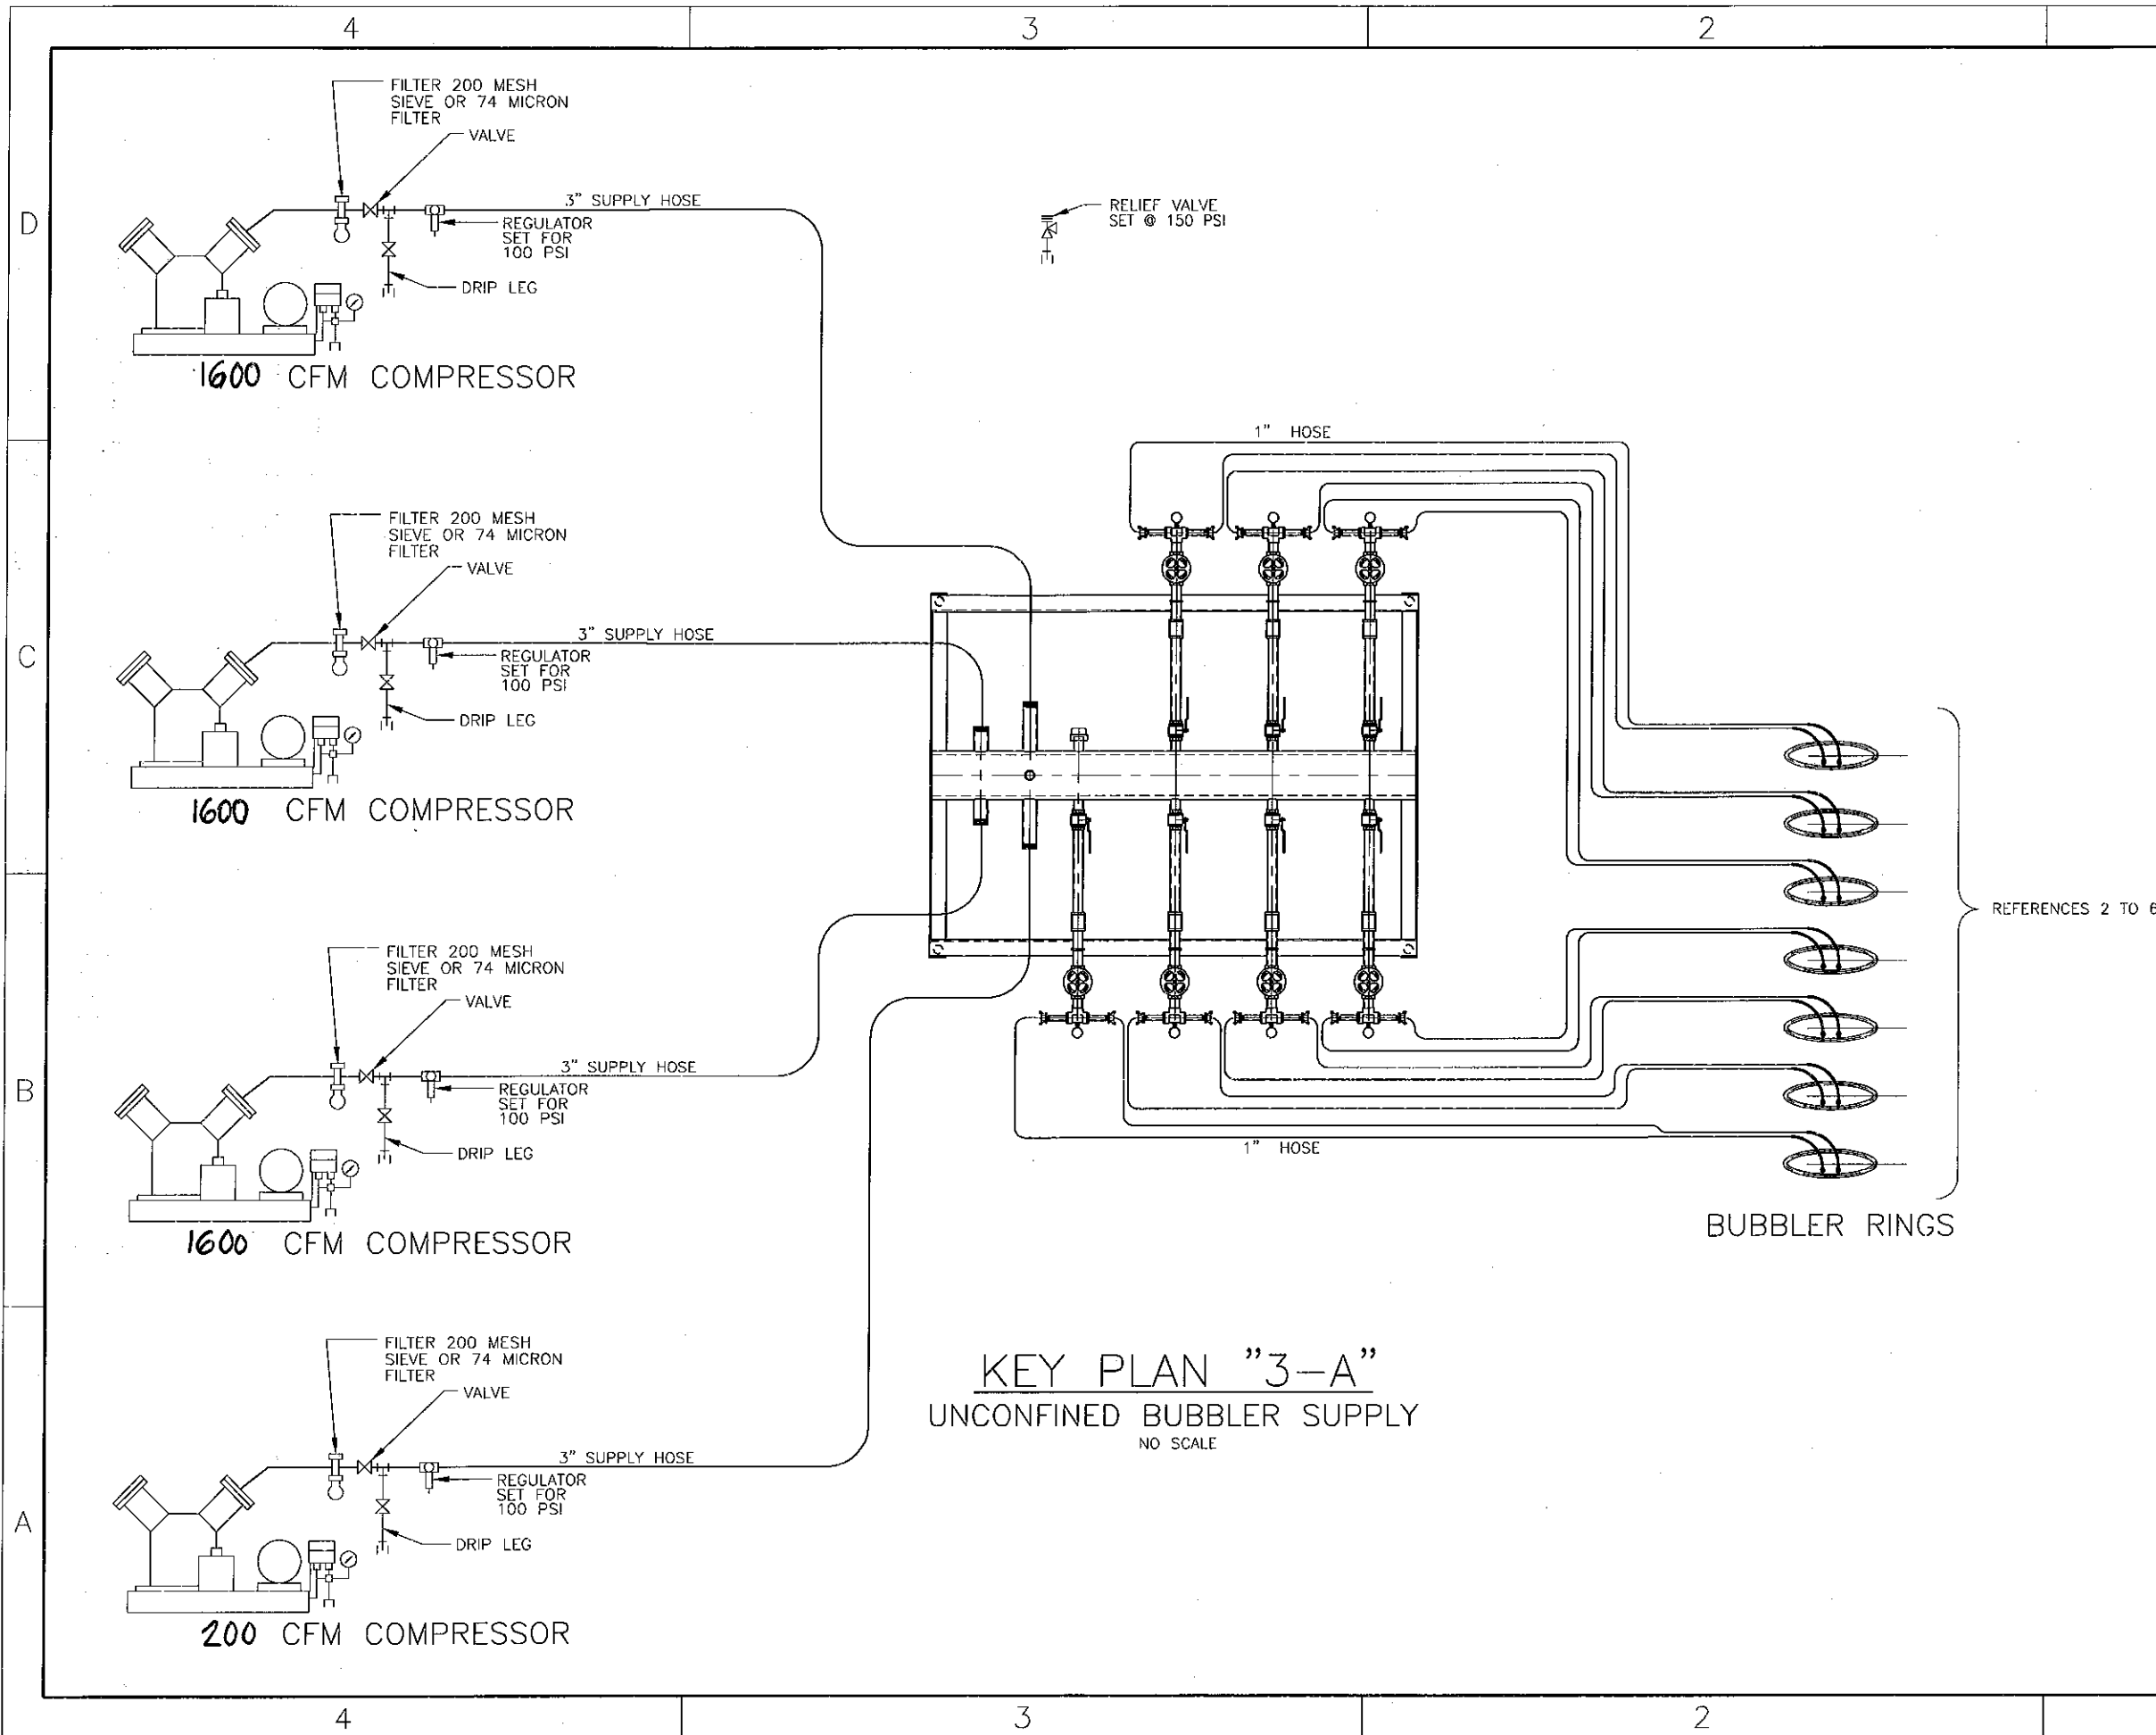 4
3
2
D
C
B
A
FILTER 200 MESH
SIEVE OR 74 MICRON
FILTER
VALVE
3" SUPPLY HOSE
REGULATOR
SET FOR
100 PSI
DRIP LEG
1600 CFM COMPRESSOR
RELIEF VALVE
SET @ 150 PSI
FILTER 200 MESH
SIEVE OR 74 MICRON
FILTER
VALVE
3" SUPPLY HOSE
REGULATOR
SET FOR
100 PSI
DRIP LEG
1600 CFM COMPRESSOR
1" HOSE
FILTER 200 MESH
SIEVE OR 74 MICRON
FILTER
VALVE
3" SUPPLY HOSE
REGULATOR
SET FOR
100 PSI
DRIP LEG
1600 CFM COMPRESSOR
1" HOSE
REFERENCES 2 TO 6
BUBBLER RINGS
FILTER 200 MESH
SIEVE OR 74 MICRON
FILTER
VALVE
3" SUPPLY HOSE
REGULATOR
SET FOR
100 PSI
DRIP LEG
200 CFM COMPRESSOR
KEY PLAN "3-A"
UNCONFINED BUBBLER SUPPLY
NO SCALE
4
3
2